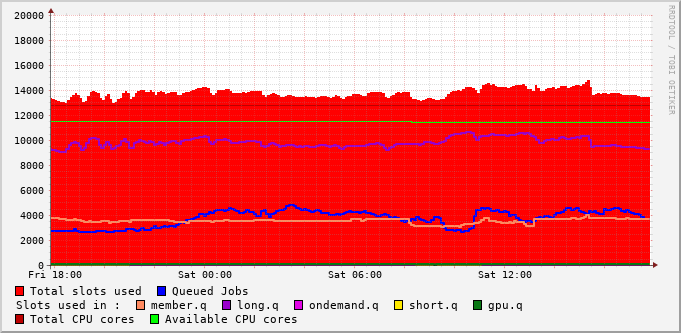 RRDTOOL / TOBI OETIKER
20000
18000
16000
14000
12000
10000
8000
6000
4000
2000
0
Fri 18:00 Sat 00:00 Sat 06:00 Sat 12:00
Total slots used Queued Jobs
Slots used in : member.q long.q ondemand.q short.q gpu.q
Total CPU cores Available CPU cores